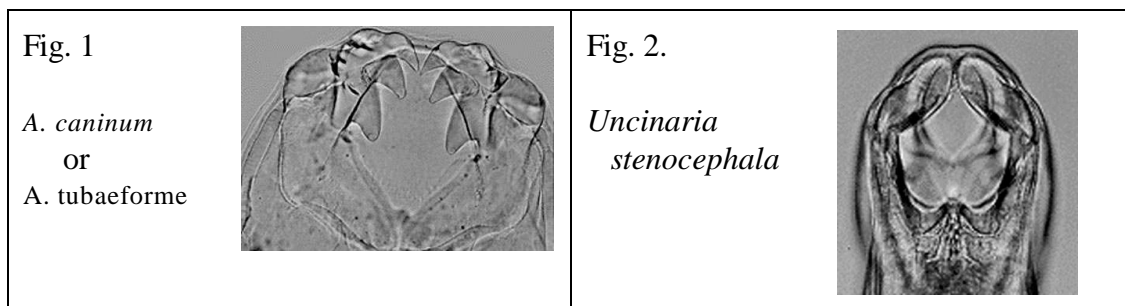 Fig. 1
A. caninum
or
A. tubaeforme
Fig. 2.
Uncinaria
stenocephala